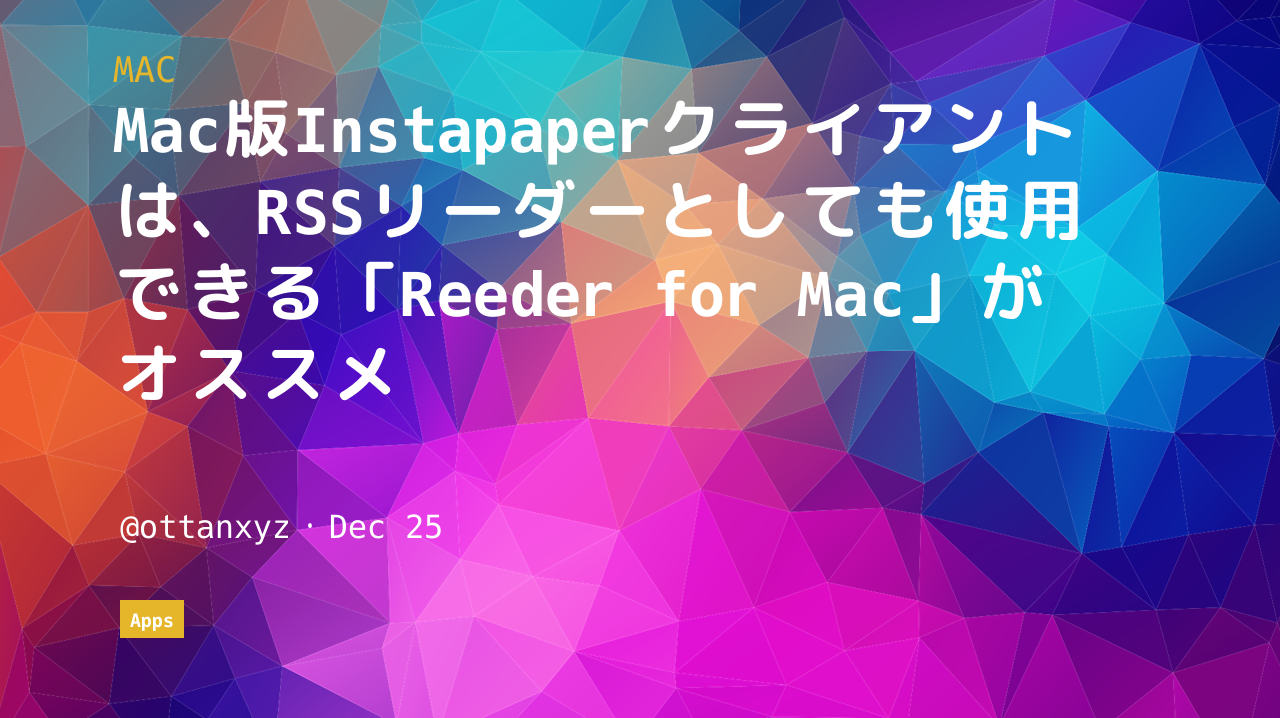 MAC
Mac版Instapaperクライアント
は、RSSリーダーとしても使用
できる「Reeder for Mac」が
オススメ
@ottanxyz · Dec 25
Apps